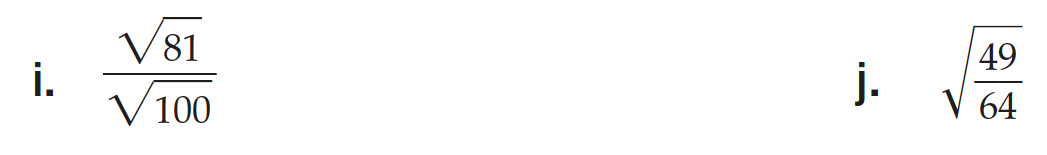 i. √81/√100
j. √(49/64)